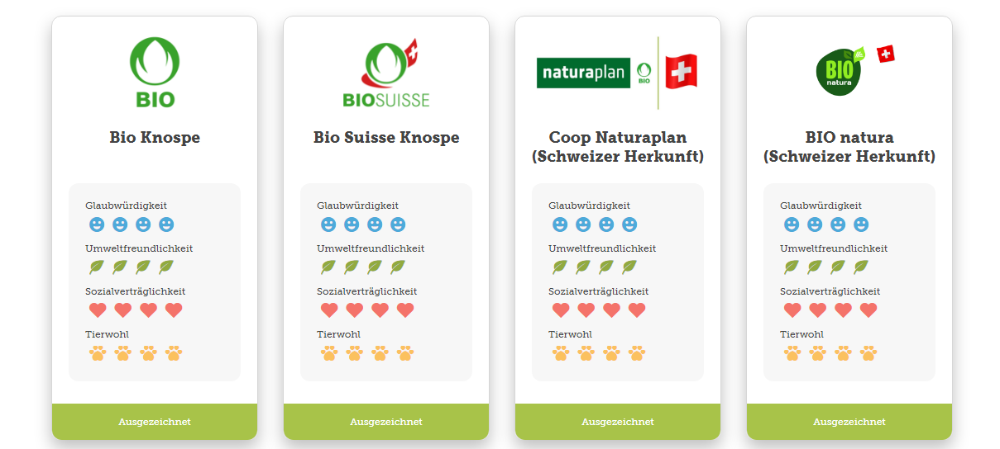 BIO
Bio Knospe
Glaubwürdigkeit
Umweltfreundlichkeit
Sozialverträglichkeit
Tierwohl
Ausgezeichnet
BIOSUISSE
Bio Suisse Knospe
Glaubwürdigkeit
Umweltfreundlichkeit
Sozialverträglichkeit
Tierwohl
Ausgezeichnet
naturaplan
BIO
Coop Naturaplan
(Schweizer Herkunft)
Glaubwürdigkeit
Umweltfreundlichkeit
Sozialverträglichkeit
Tierwohl
Ausgezeichnet
BIO
natura
BIO natura
(Schweizer Herkunft)
Glaubwürdigkeit
Umweltfreundlichkeit
Sozialverträglichkeit
Tierwohl
Ausgezeichnet